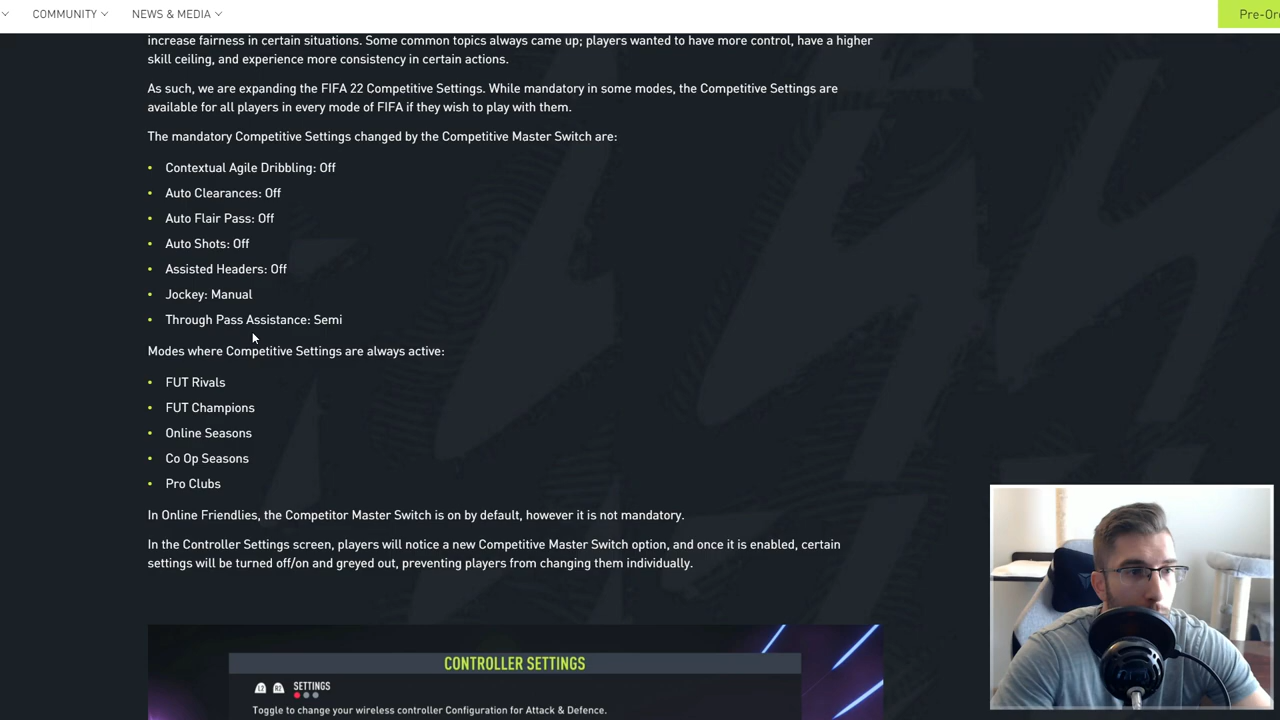 COMMUNITY
NEWS & MEDIA
increase fairness in certain situations. Some common topics always came up; players wanted to have more control, have a higher
skill ceiling, and experience more consistency in certain actions.
As such, we are expanding the FIFA 22 Competitive Settings. While mandatory in some modes, the Competitive Settings are
available for all players in every mode of FIFA if they wish to play with them.
The mandatory Competitive Settings changed by the Competitive Master Switch are:
• Contextual Agile Dribbling: Off
• Auto Clearances: Off
• Auto Flair Pass: Off
• Auto Shots: Off
• Assisted Headers: Off
• Jockey: Manual
• Through Pass Assistance: Semi
Modes where Competitive Settings are always active:
• FUT Rivals
• FUT Champions
• Online Seasons
• Co Op Seasons
• Pro Clubs
In Online Friendlies, the Competitor Master Switch is on by default, however it is not mandatory.
In the Controller Settings screen, players will notice a new Competitive Master Switch option, and once it is enabled, certain
settings will be turned off/on and greyed out, preventing players from changing them individually.
CONTROLLER SETTINGS
SETTINGS
Toggle to change your wireless controller Configuration for Attack & Defence.